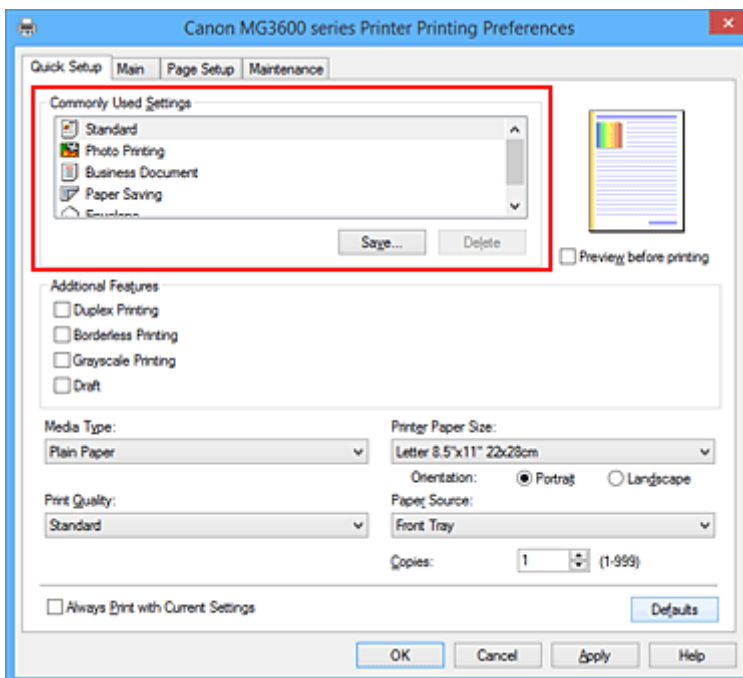 Canon MG3600 series Printer Printing Preferences
Quick Setup Main Page Setup Maintenance
Commonly Used Settings
Standard
Photo Printing
Business Document
Paper Saving
Envelope
Save... Delete
Preview before printing
Addtional Features
Duplex Printing
Borderless Printing
Grayscale Printing
Draft
Media Type:
Plain Paper
Printer Paper Size:
Letter 8.5"x11" 22x28cm
Orientation: Portrait Landscape
Print Quality:
Standard
Paper Source:
Front Tray
Copies: 1 (1-999)
Always Print with Current Settings
Defaults
OK Cancel Apply Help